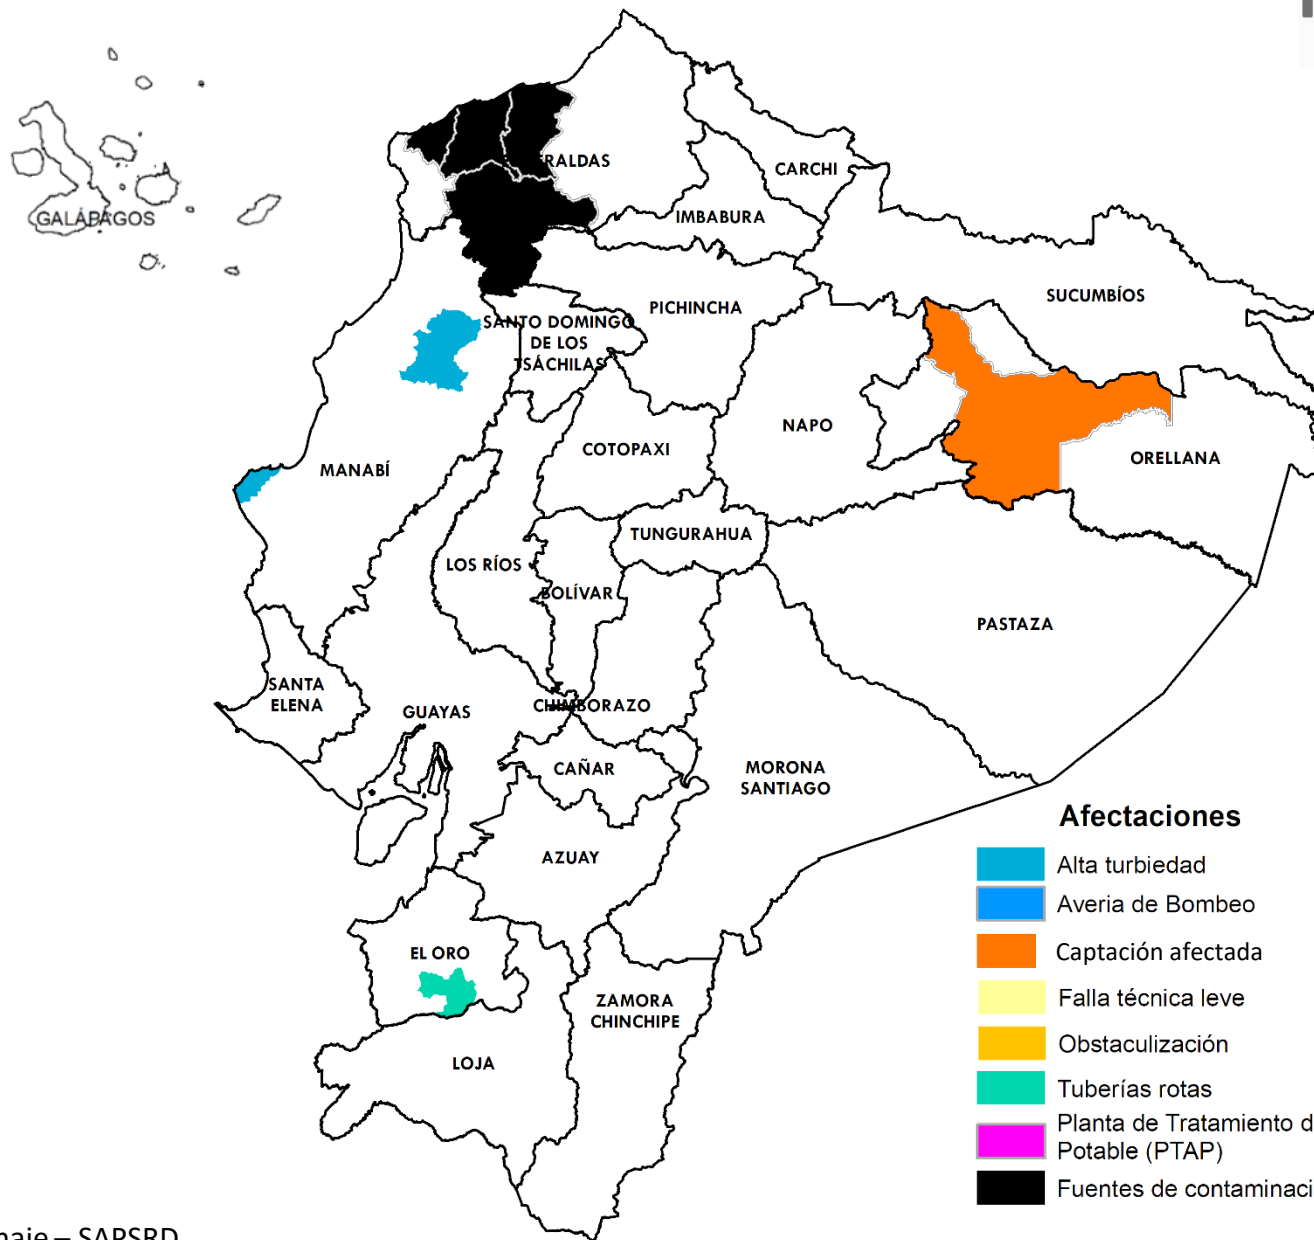 GALÁPAGOS
RALDAS
CARCHI
IMBABURA
SUCUMBÍOS
PICHINCHA
SANTO DOMINGO
DE LOS
TSÁCHILAS
NAPO
COTOPAXI
ORELLANA
MANABÍ
TUNGURAHUA
LOS RÍOS
BOLÍVAR
PASTAZA
SANTA
ELENA
CHIMBORAZO
GUAYAS
CAÑAR
MORONA
SANTIAGO
AZUAY
EL ORO
ZAMORA
CHINCHIPE
LOJA
Afectaciones
Alta turbiedad
Averia de Bombeo
Captación afectada
Falla técnica leve
Obstaculización
Tuberías rotas
Planta de Tratamiento d
Potable (PTAP)
Fuentes de contaminaci
naje – SAPSRD